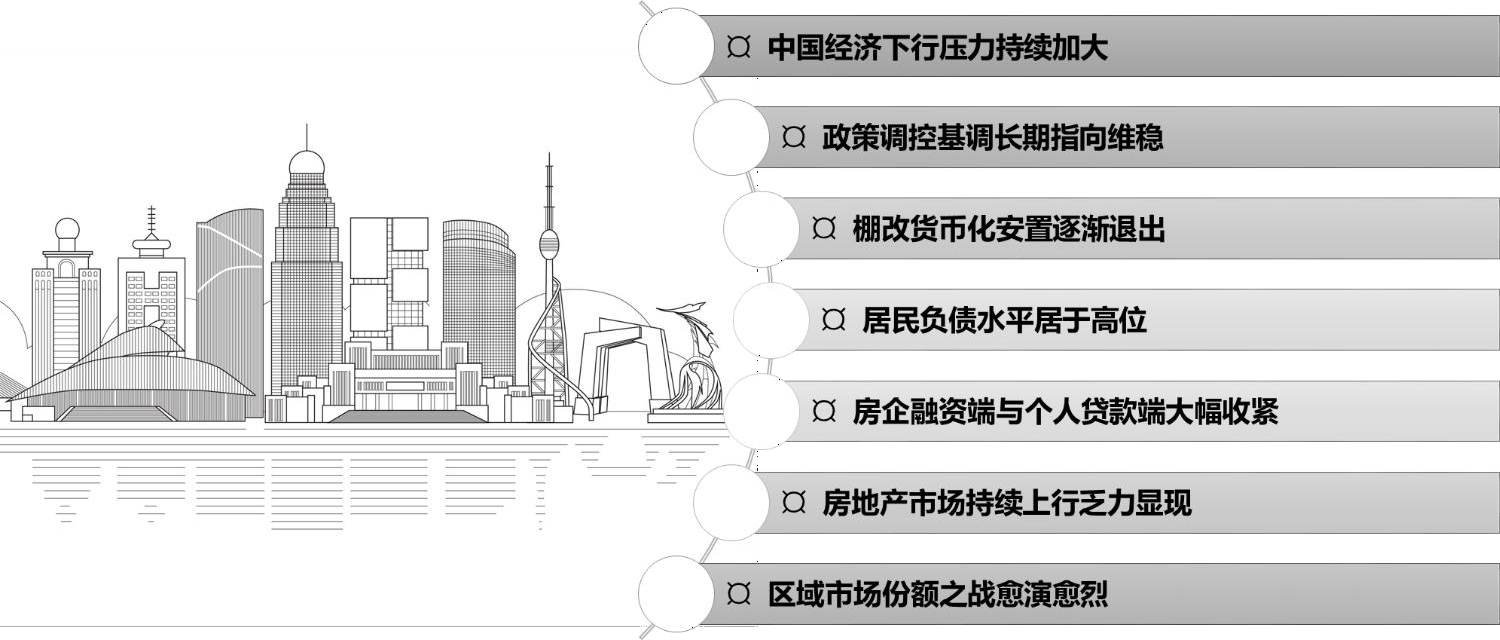 ¤ 中国经济下行压力持续加大
¤ 政策调控基调长期指向维稳
¤ 棚改货币化安置逐渐退出
¤ 居民负债水平居于高位
¤ 房企融资端与个人贷款端大幅收紧
¤ 房地产市场持续上行乏力显现
¤ 区域市场份额之战愈演愈烈